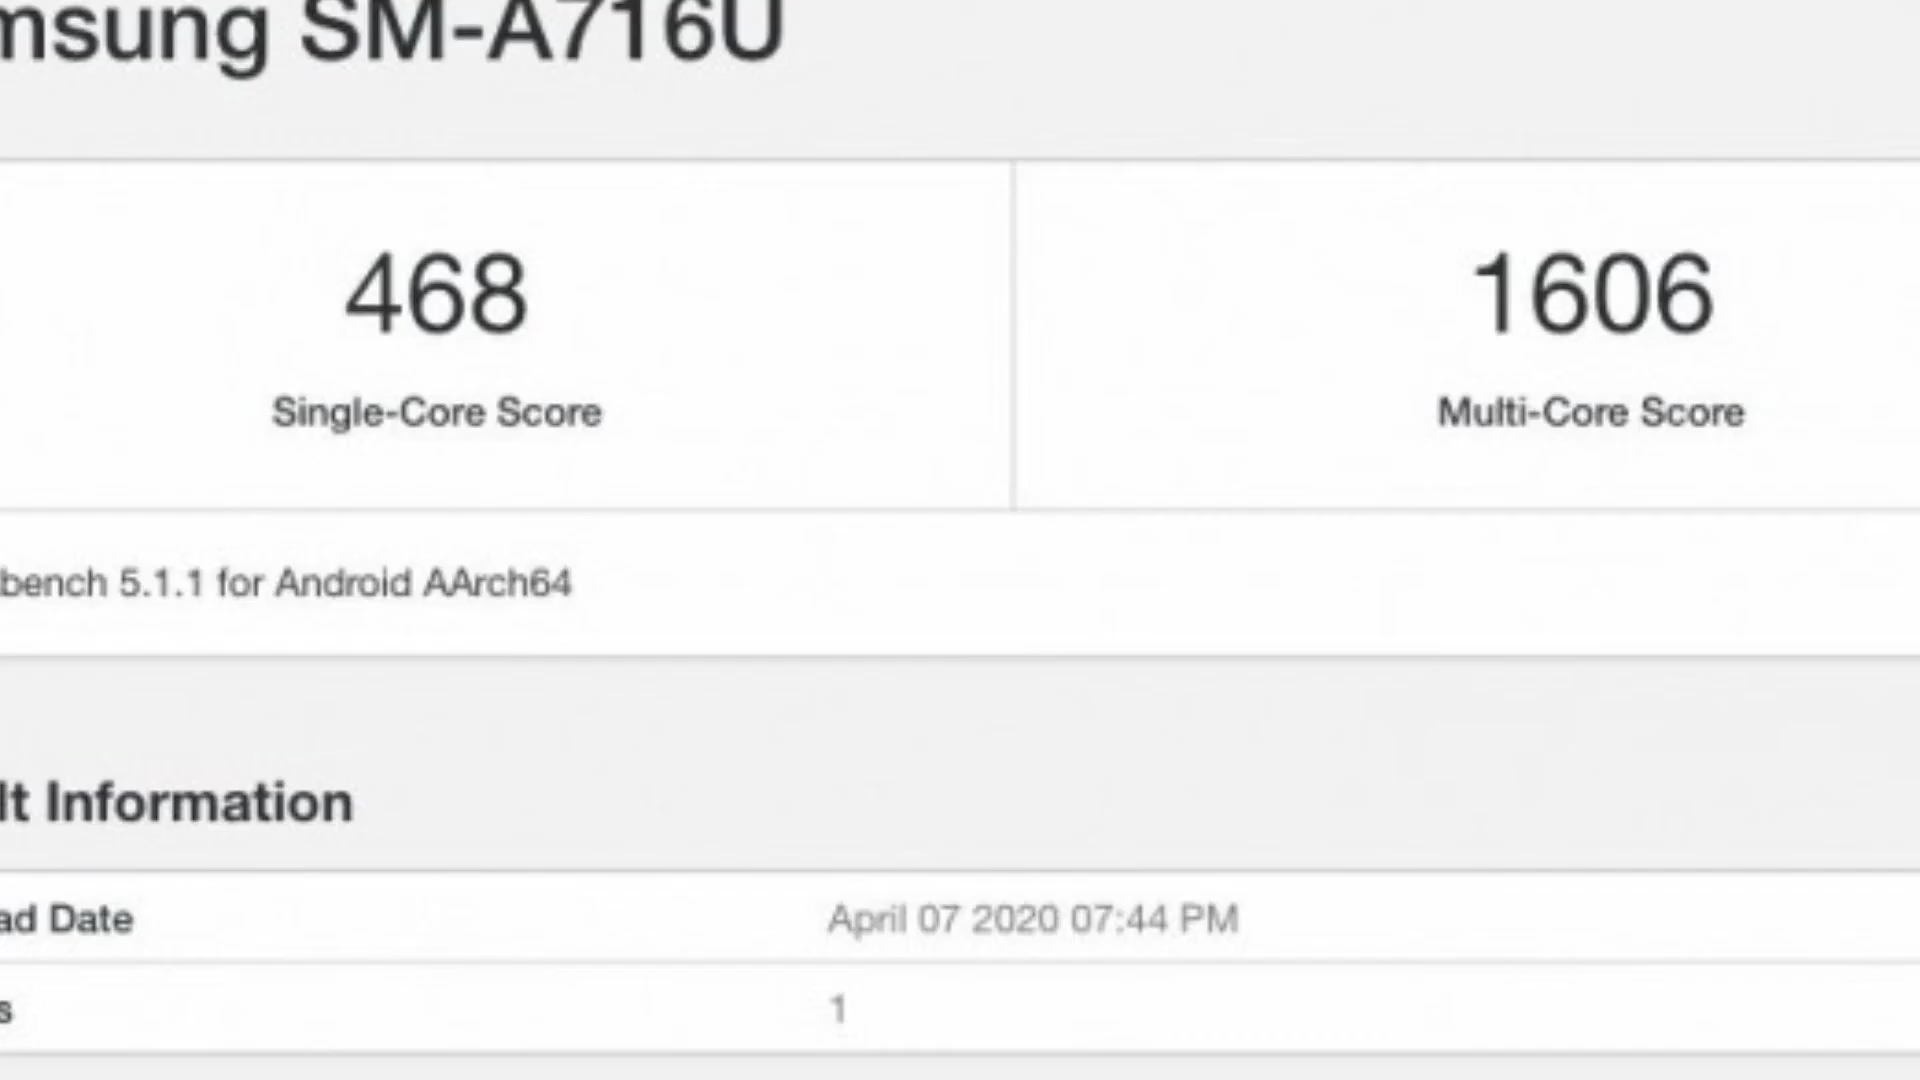 msung SM-A716U
468
Single-Core Score
1606
Multi-Core Score
bench 5.1.1 for Android AArch64
lt Information
ad Date
April 07 2020 07:44 PM
s
1